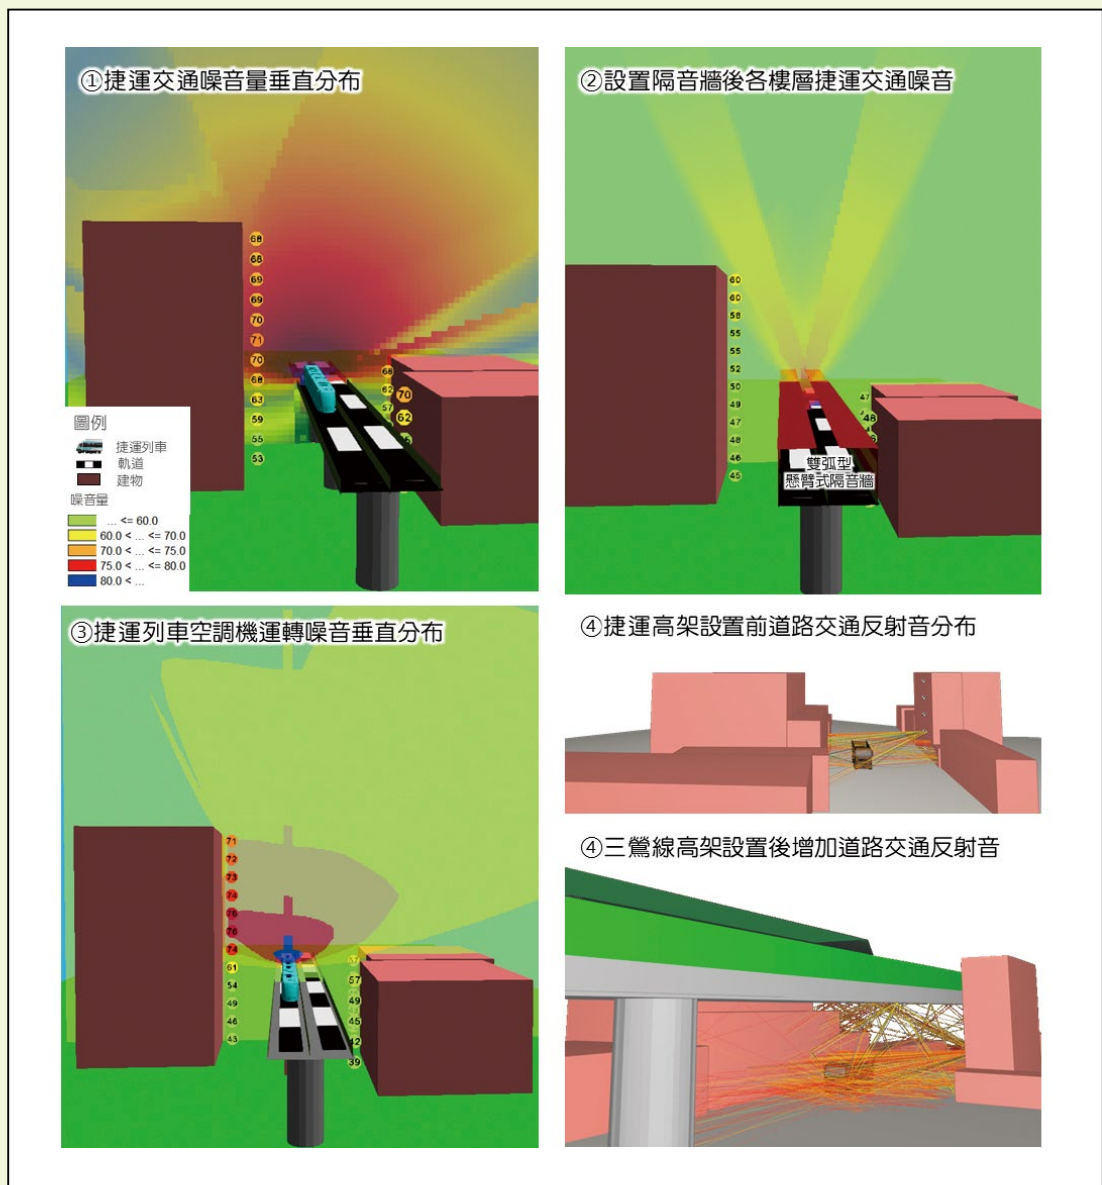 ①捷運交通噪音量垂直分布
68
68
69
69
70
71
70
68
63
59
55
53
68
62
57
70
62
圖例
捷運列車
軌道
建物
噪音量
... <= 60.0
60.0 < ... <= 70.0
70.0 < ... <= 75.0
75.0 < ... <= 80.0
80.0 < ...
②設置隔音牆後各樓層捷運交通噪音
60
60
58
55
55
52
50
49
47
48
46
45
47
48
雙弧型
懸臂式隔音牆
③捷運列車空調機運轉噪音垂直分布
71
72
73
74
76
76
74
61
54
49
46
43
57
49
45
42
39
④捷運高架設置前道路交通反射音分布
④三鶯線高架設置後增加道路交通反射音